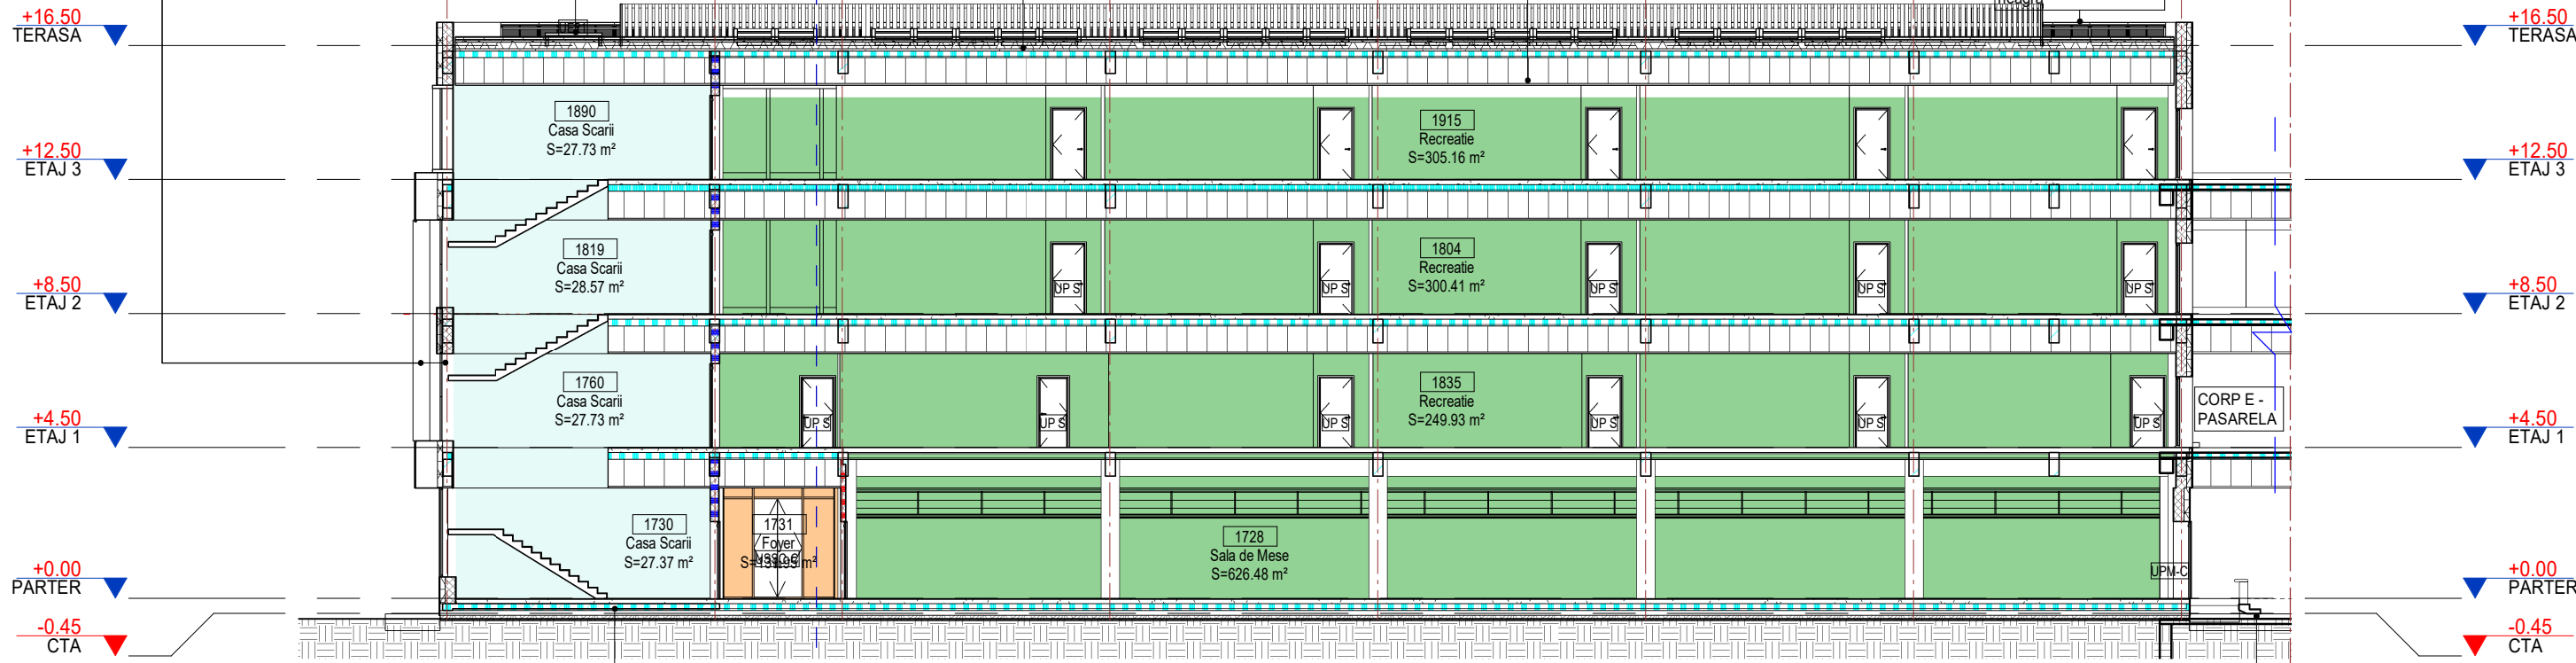 +16.50
TERASA
+12.50
ETAJ 3
+8.50
ETAJ 2
+4.50
ETAJ 1
+0.00
PARTER
-0.45
CTA
1890
Casa Scarii
S=27.73 m²
1915
Recreatie
S=305.16 m²
1819
Casa Scarii
S=28.57 m²
UP S
UP S
UP S
UP S
UP S
1804
Recreatie
S=300.41 m²
1760
Casa Scarii
S=27.73 m²
UP S
UP S
UP S
UP S
UP S
UP S
1835
Recreatie
S=249.93 m²
CORP E -
PASARELA
1730
Casa Scarii
S=27.37 m²
1731
Foyer
1728
Sala de Mese
S=626.48 m²
UPM-C
+16.50
TERASA
+12.50
ETAJ 3
+8.50
ETAJ 2
+4.50
ETAJ 1
+0.00
PARTER
-0.45
CTA